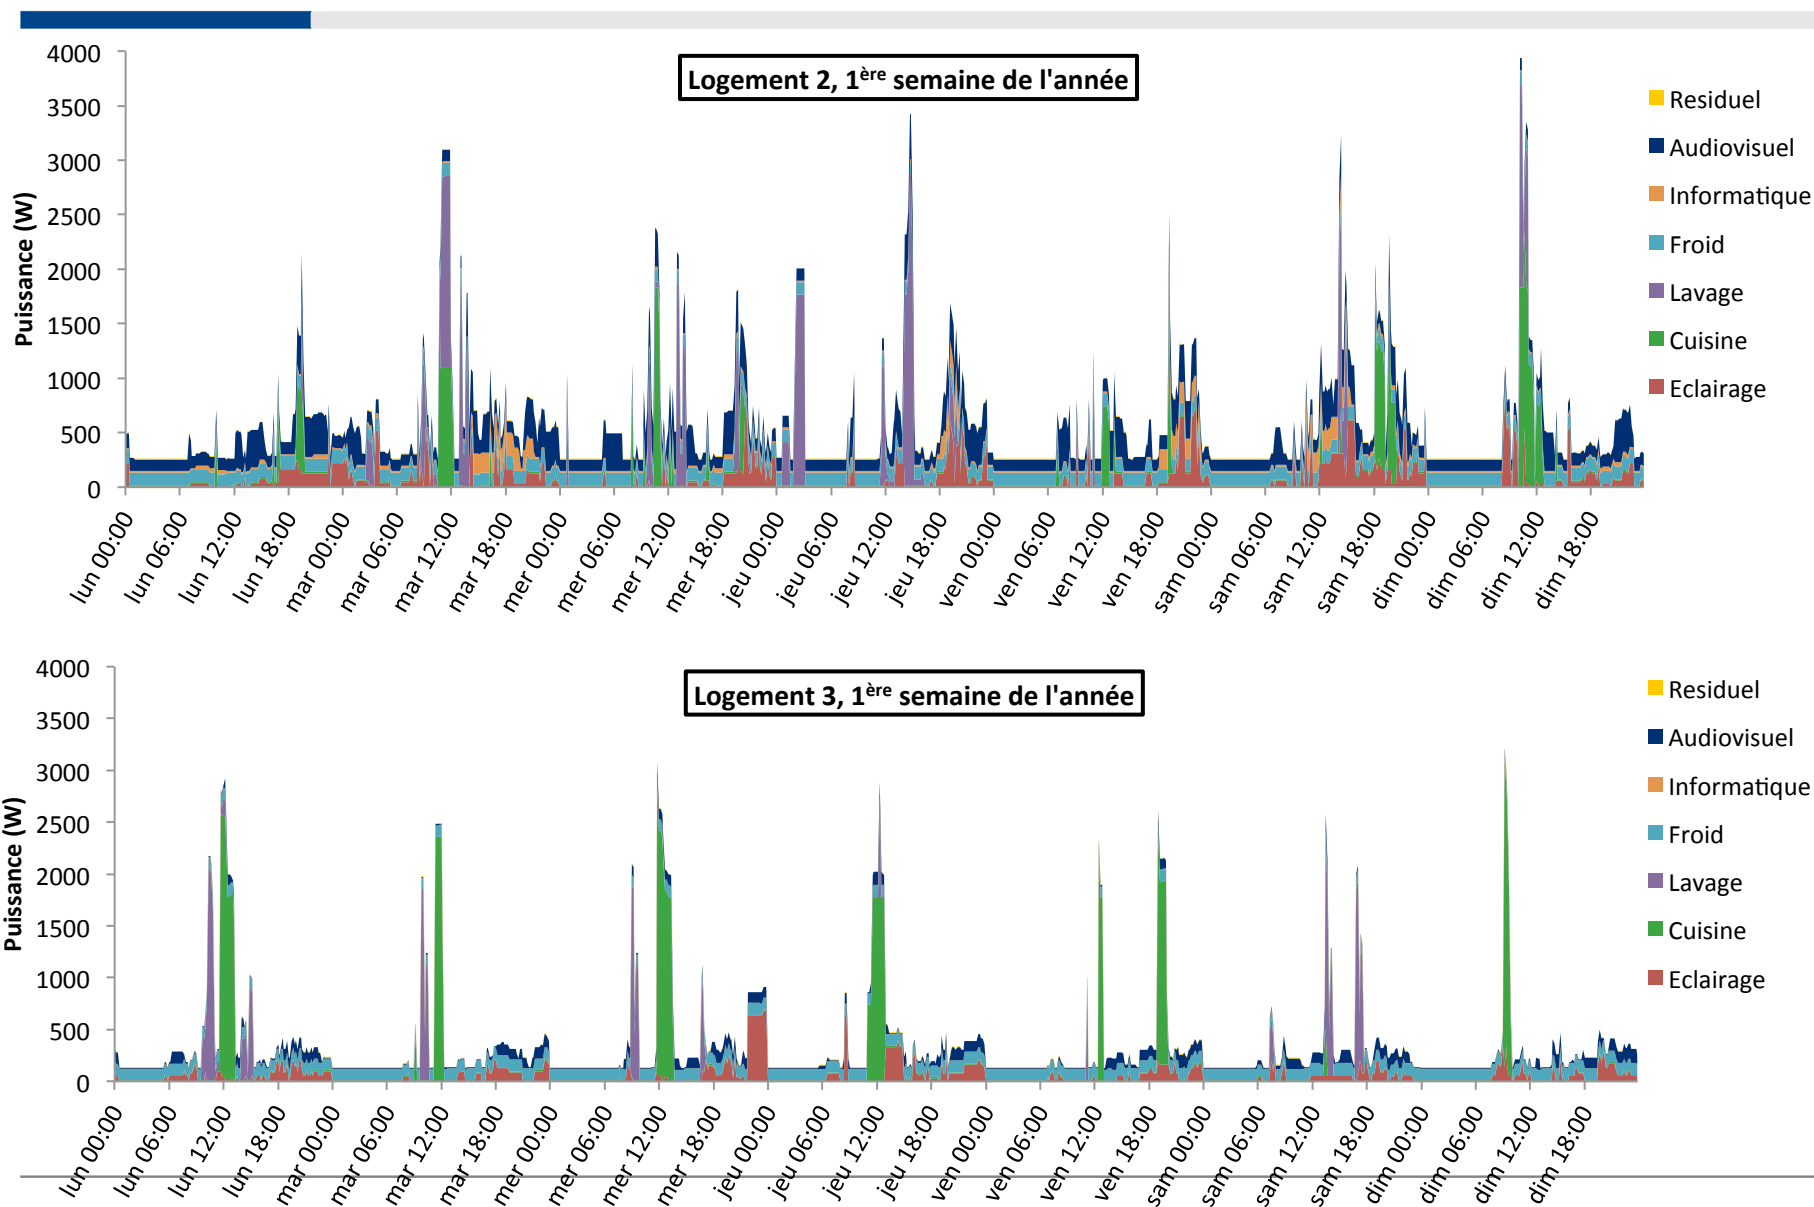 Logement 2, 1ère semaine de l'année
Puissance (W)
4000
3500
3000
2500
2000
1500
1000
500
0
lun 00:00
lun 06:00
lun 12:00
lun 18:00
mar 00:00
mar 06:00
mar 12:00
mar 18:00
mer 00:00
mer 06:00
mer 12:00
mer 18:00
jeu 00:00
jeu 06:00
jeu 12:00
jeu 18:00
ven 00:00
ven 06:00
ven 12:00
ven 18:00
sam 00:00
sam 06:00
sam 12:00
sam 18:00
dim 00:00
dim 06:00
dim 12:00
dim 18:00
Residuel
Audiovisuel
Informatique
Froid
Lavage
Cuisine
Eclairage
Logement 3, 1ère semaine de l'année
Puissance (W)
4000
3500
3000
2500
2000
1500
1000
500
0
lun 00:00
lun 06:00
lun 12:00
lun 18:00
mar 00:00
mar 06:00
mar 12:00
mar 18:00
mer 00:00
mer 06:00
mer 12:00
mer 18:00
jeu 00:00
jeu 06:00
jeu 12:00
jeu 18:00
ven 00:00
ven 06:00
ven 12:00
ven 18:00
sam 00:00
sam 06:00
sam 12:00
sam 18:00
dim 00:00
dim 06:00
dim 12:00
dim 18:00
Residuel
Audiovisuel
Informatique
Froid
Lavage
Cuisine
Eclairage